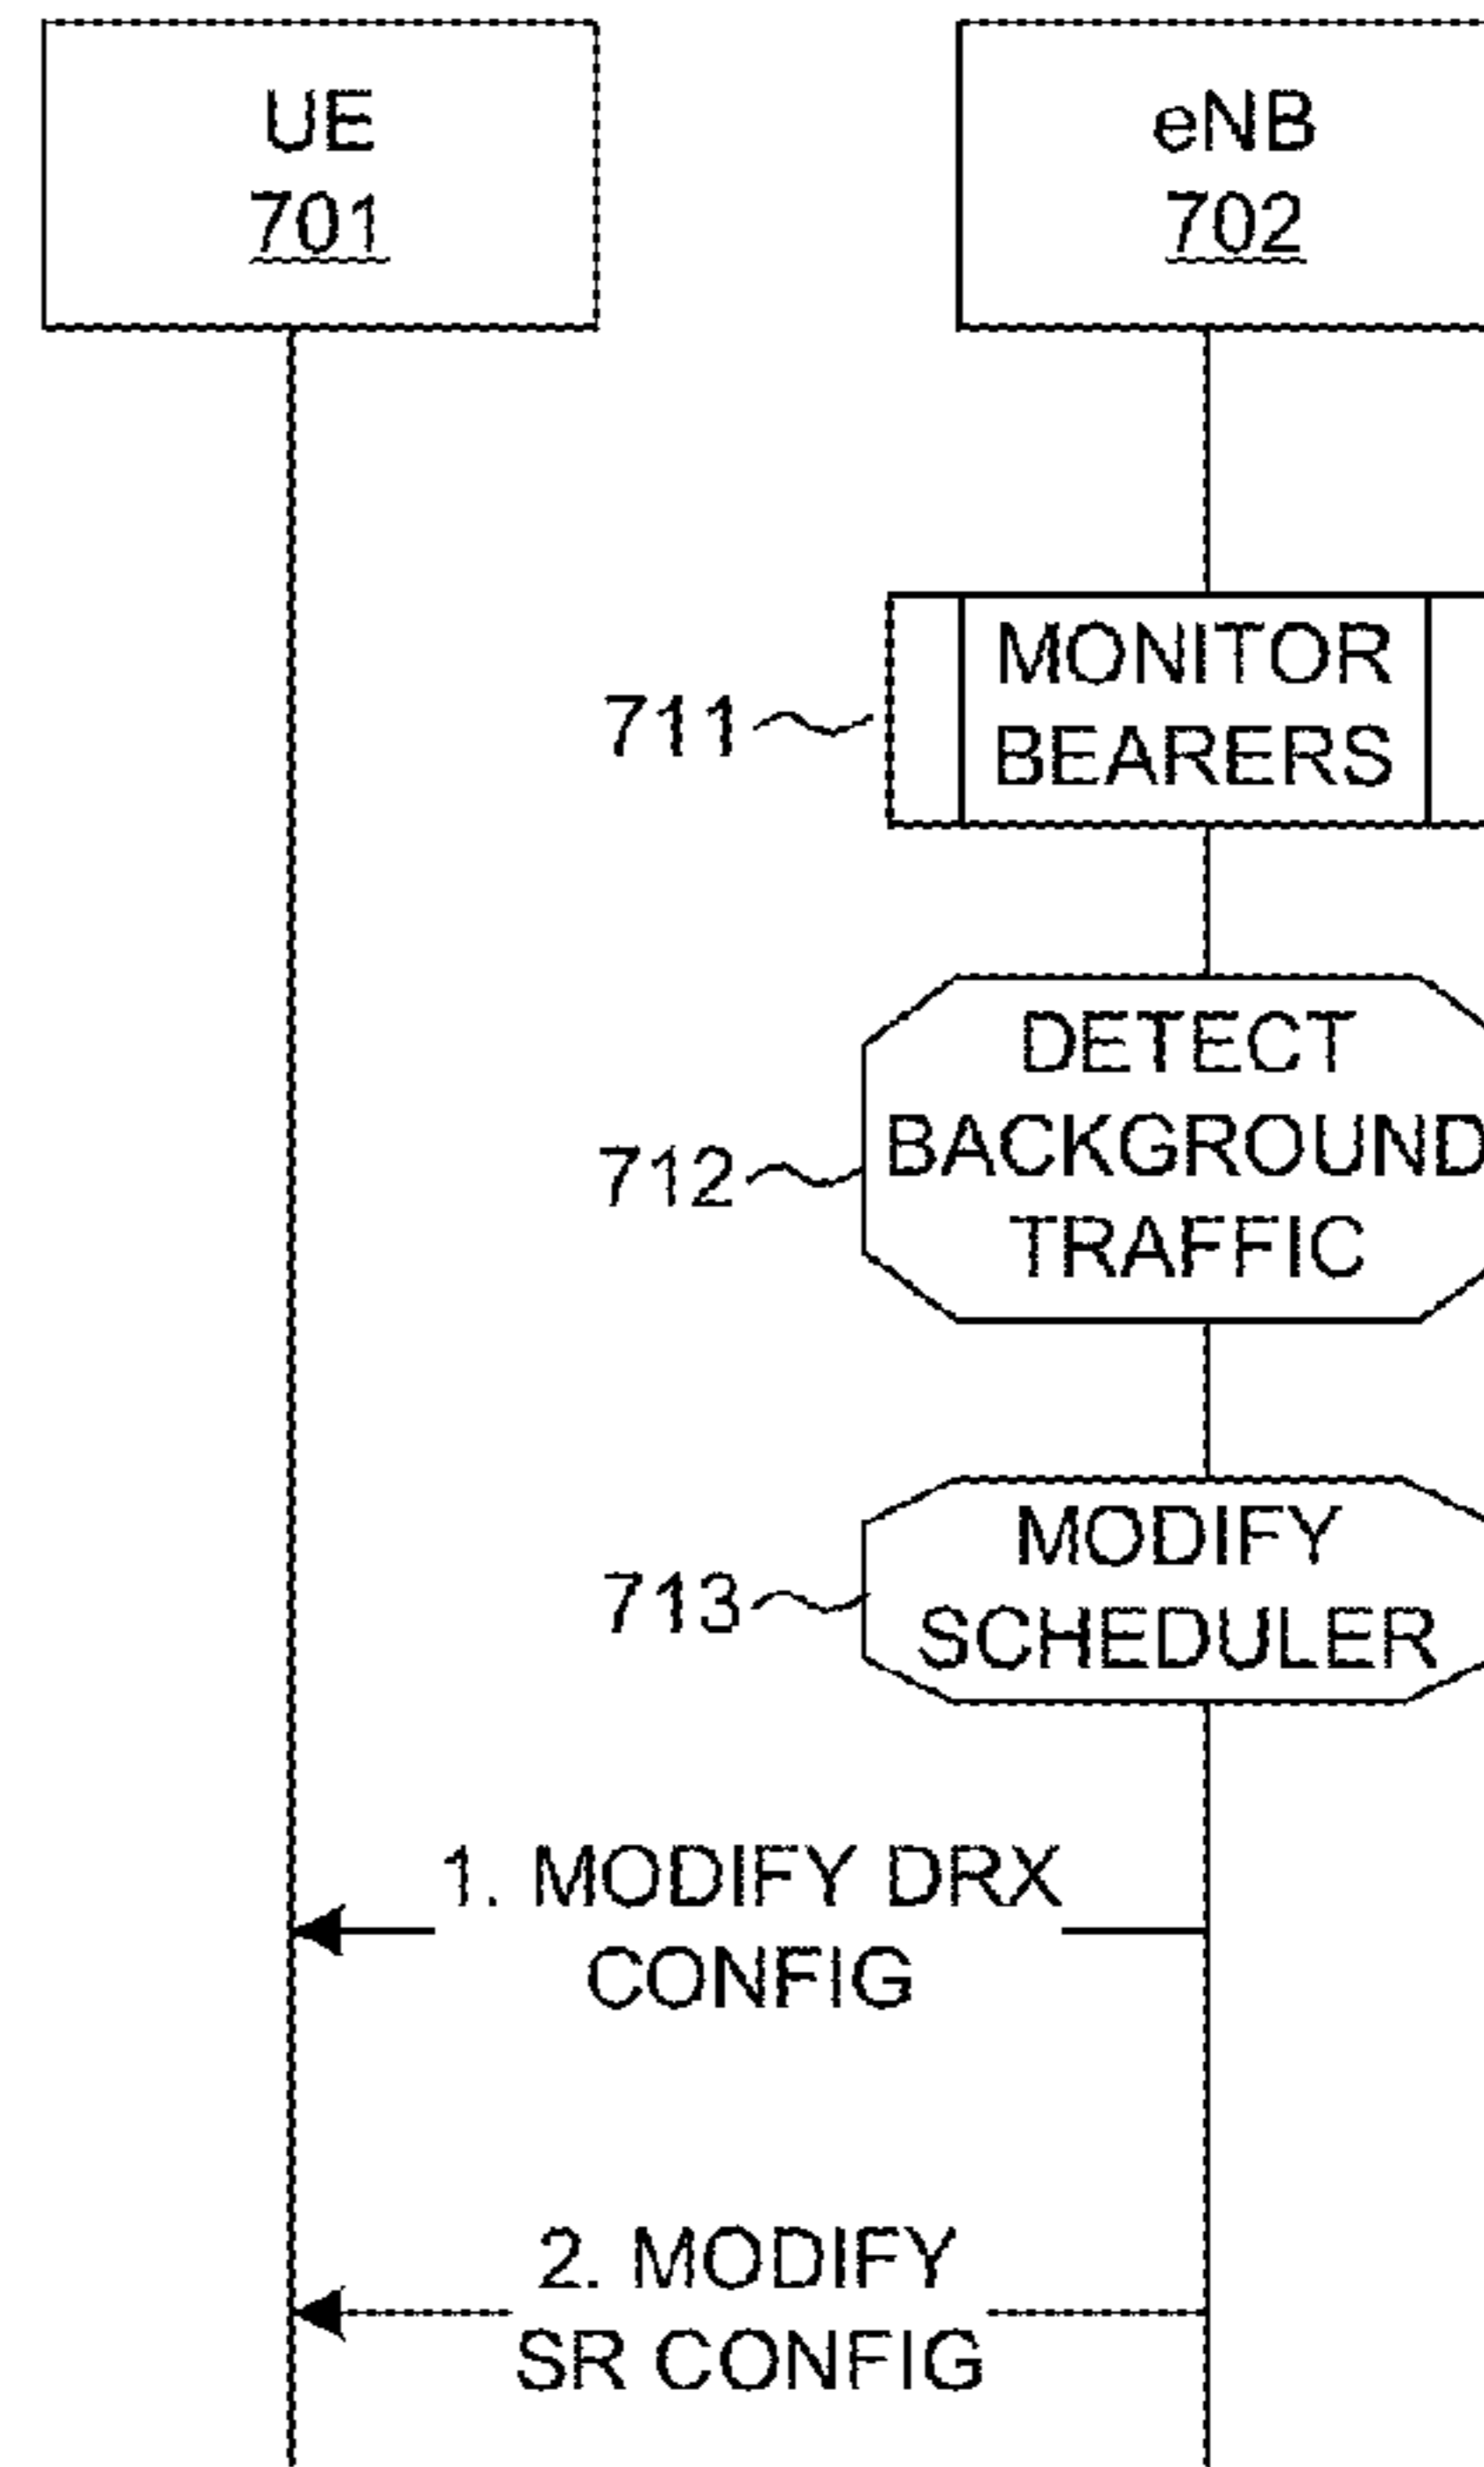 UE
701
eNB
702
711
MONITOR
BEARERS
712
DETECT
BACKGROUND
TRAFFIC
713
MODIFY
SCHEDULER
1. MODIFY DRX
CONFIG
2. MODIFY
SR CONFIG